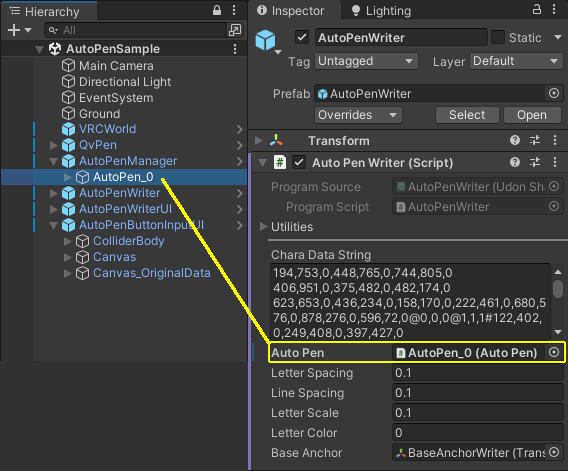 Hierarchy
All
AutoPenSample
Main Camera
Directional Light
EventSystem
Ground
VRCWorld
QvPen
AutoPenManager
AutoPen_0
AutoPenWriter
AutoPenWriterUI
AutoPenButtonInputUI
ColliderBody
Canvas
Canvas_OriginalData
Inspector
Lighting
AutoPenWriter
Static
Tag Untagged Layer Default
Prefab AutoPenWriter
Overrides Select Open
Transform
Auto Pen Writer (Script)
Program Source AutoPenWriter (Udon Sh
Program Script AutoPenWriter
Utilities
Chara Data String
194,753,0,448,765,0,744,805,0
406,951,0,375,482,0,482,174,0
623,653,0,436,234,0,158,170,0,222,461,0,680,5
76,0,878,276,0,596,72,0@0,0,0@1,1,1#122,402,
0,249,408,0,397,427,0
Auto Pen AutoPen_0 (Auto Pen)
Letter Spacing 0.1
Line Spacing 0.1
Letter Scale 0.1
Letter Color 0
Base Anchor BaseAnchorWriter (Trans